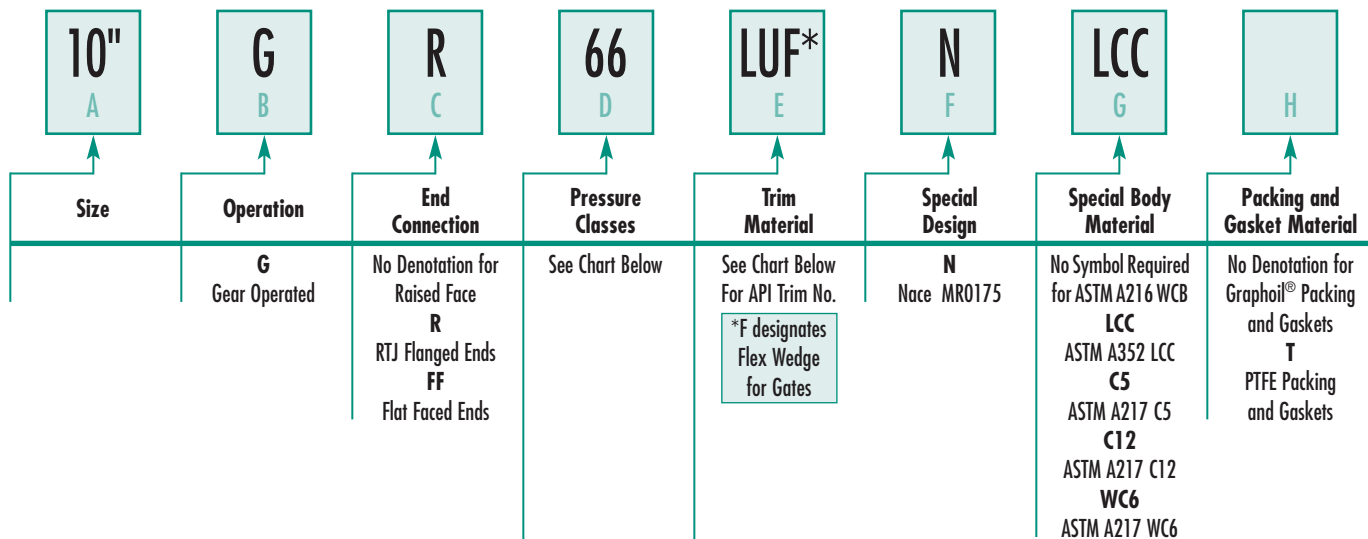 10"
A
G
B
R
C
66
D
LUF*
E
N
F
LCC
G
H
Size
Operation
End
Connection
Pressure
Classes
Trim
Material
Special
Design
Special Body
Material
Packing and
Gasket Material
G
Gear Operated
No Denotation for
Raised Face
R
RTJ Flanged Ends
FF
Flat Faced Ends
See Chart Below
See Chart Below
For API Trim No.
*F designates
Flex Wedge
for Gates
N
Nace MR0175
No Symbol Required
for ASTM A216 WCB
LCC
ASTM A352 LCC
C5
ASTM A217 C5
C12
ASTM A217 C12
WC6
ASTM A217 WC6
No Denotation for
Graphoil® Packing
and Gaskets
T
PTFE Packing
and Gaskets